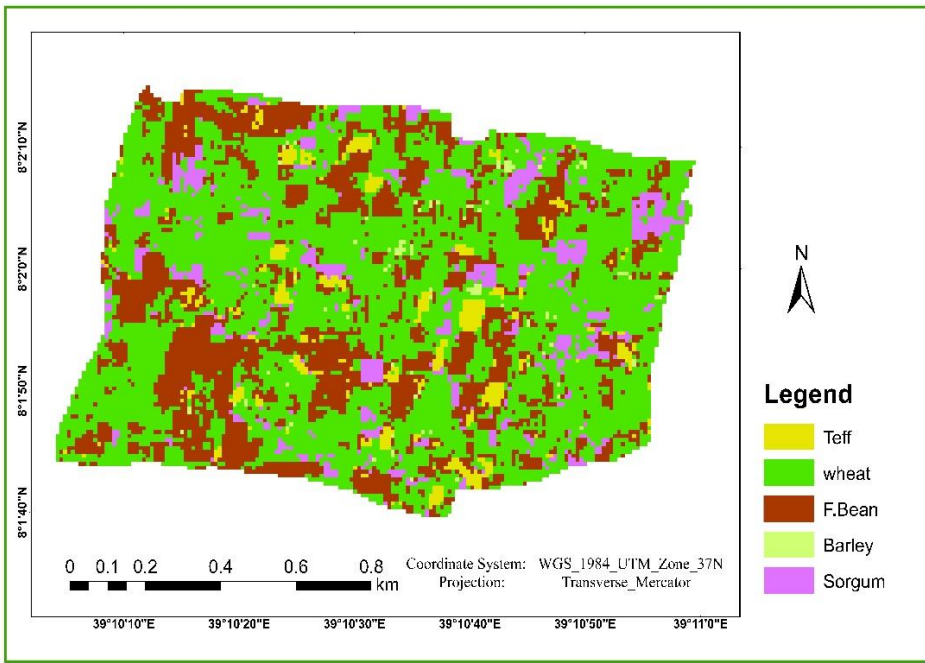 8°2'10"N
8°2'0"N
8°1'50"N
8°1'40"N
N
Legend
Teff
wheat
F.Bean
Barley
Sorgum
0 0.1 0.2 0.4 0.6 0.8
km
Coordinate System: WGS_1984_UTM_Zone_37N
Projection: Transverse_Mercator
39°10'10"E 39°10'20"E 39°10'30"E 39°10'40"E 39°10'50"E 39°11'0"E